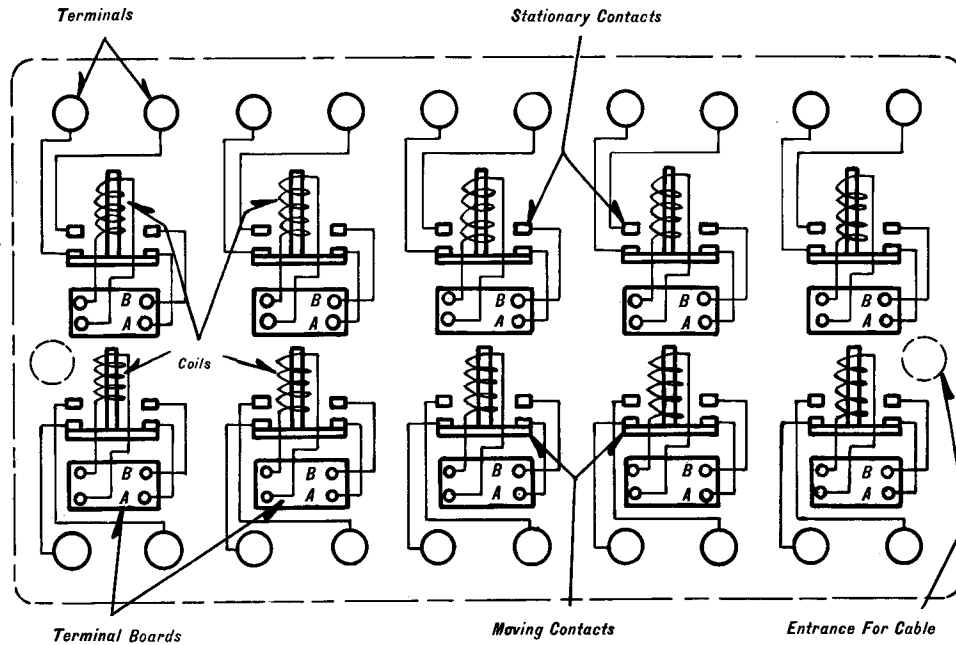 Terminals
Stationary Contacts
B
A
B
A
B
A
B
A
B
A
Coils
B
A
B
A
B
A
B
A
B
A
Terminal Boards
Moving Contacts
Entrance For Cable